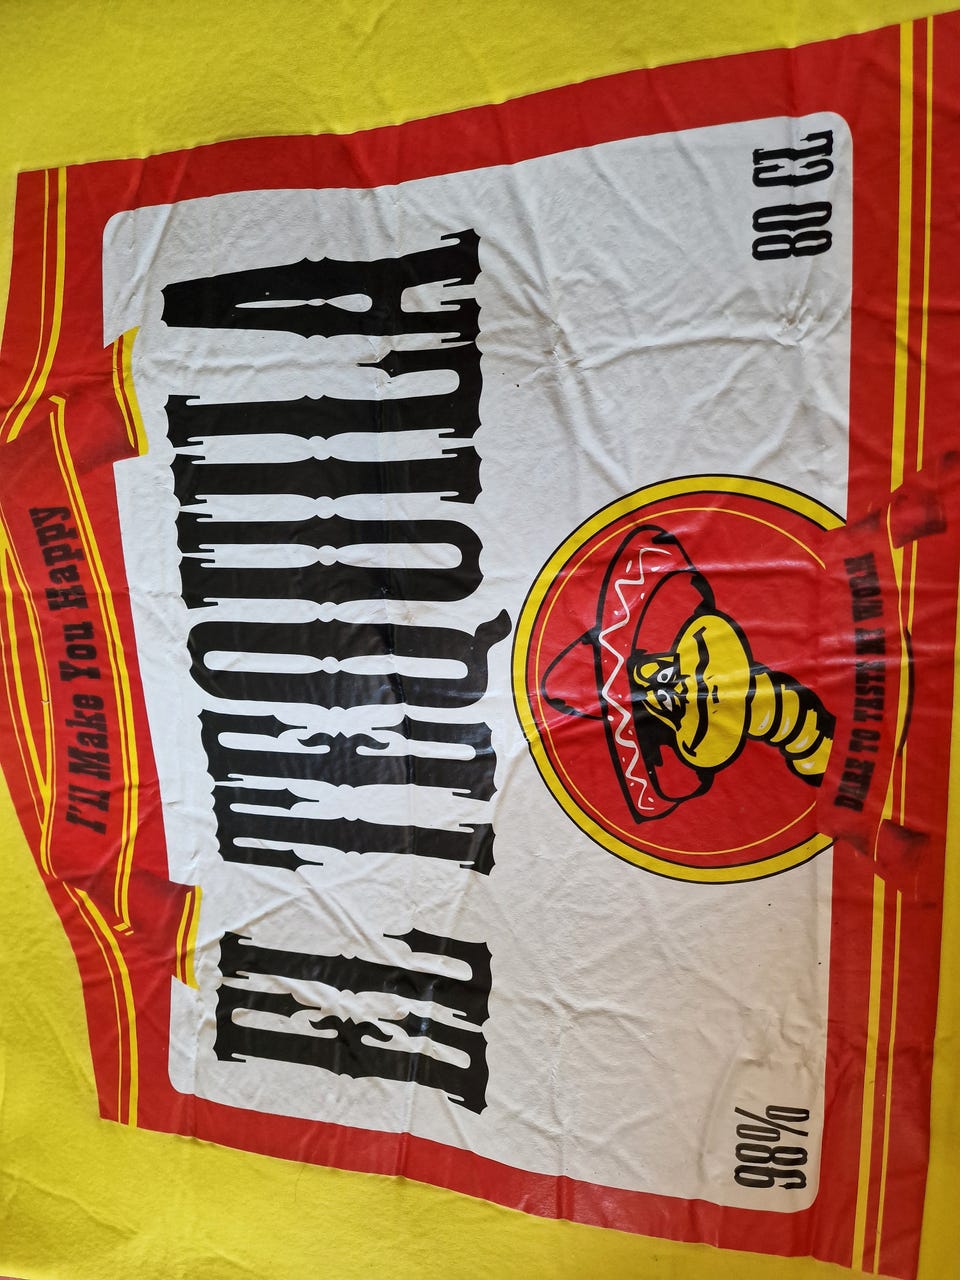 I'll Make You Happy
EL TEQUILA
98%
80 CL
DARE TO TASTE MY WORM